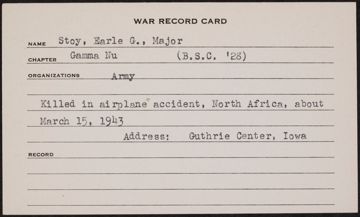 WAR RECORD CARD
NAME Stoy, Earle G., Major
CHAPTER Gamma Nu (B.S.C. '28)
ORGANIZATIONS Army
Killed in airplane accident, North Africa, about
March 15, 1943
Address: Guthrie Center, Iowa
RECORD